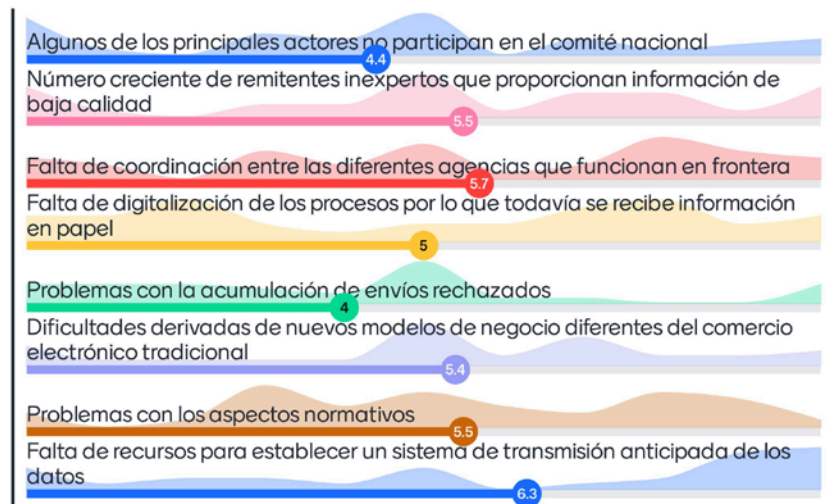 Algunos de los principales actores no participan en el comité nacional
4.4
Número creciente de remitentes inexpertos que proporcionan información de
baja calidad
5.5
Falta de coordinación entre las diferentes agencias que funcionan en frontera
5.7
Falta de digitalización de los procesos por lo que todavía se recibe información
en papel
5
Problemas con la acumulación de envíos rechazados
4
Dificultades derivadas de nuevos modelos de negocio diferentes del comercio
electrónico tradicional
5.4
Problemas con los aspectos normativos
5.5
Falta de recursos para establecer un sistema de transmisión anticipada de los
datos
6.3